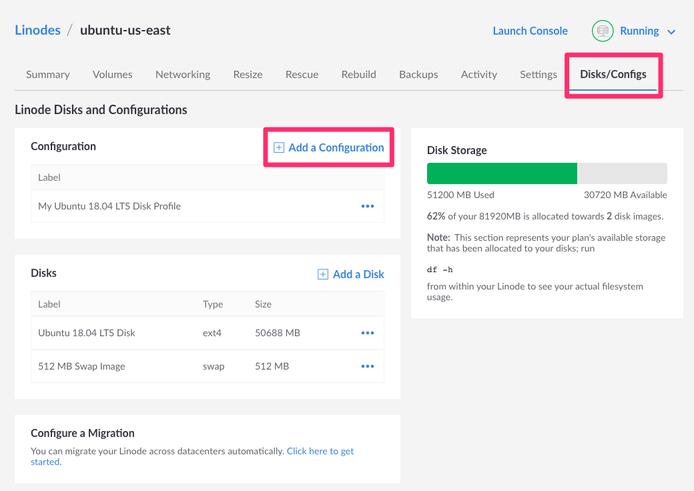 Linodes / ubuntu-us-east
Launch Console
Running
Summary Volumes Networking Resize Rescue Rebuild Backups Activity Settings Disks/Configs
Linode Disks and Configurations
Configuration
Add a Configuration
Label
My Ubuntu 18.04 LTS Disk Profile
Disks
Add a Disk
Label Type Size
Ubuntu 18.04 LTS Disk ext4 50688 MB
512 MB Swap Image swap 512 MB
Configure a Migration
You can migrate your Linode across datacenters automatically. Click here to get
started.
Disk Storage
51200 MB Used 30720 MB Available
62% of your 81920MB is allocated towards 2 disk images.
Note: This section represents your plan's available storage
that has been allocated to your disks; run
df -h
from within your Linode to see your actual filesystem
usage.